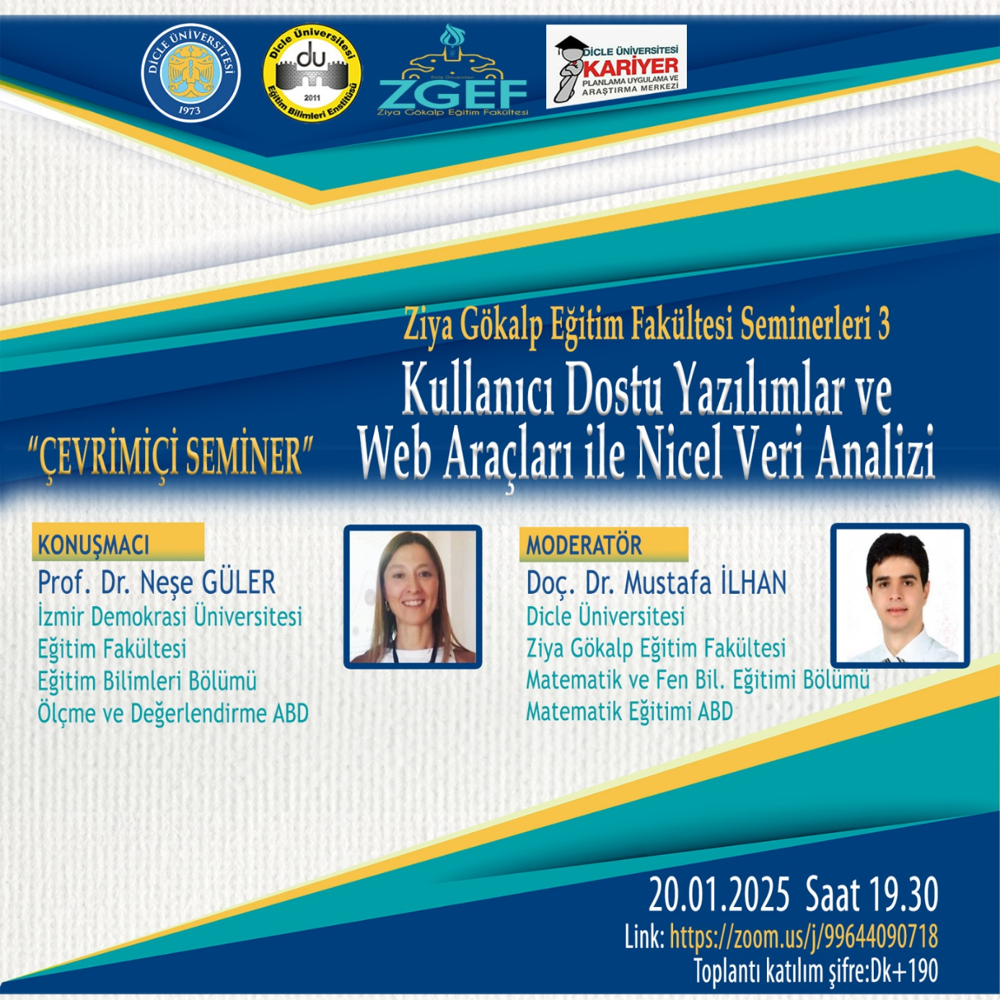 DİCLE ÜNİVERSİTESİ
1973
Dicle Üniversitesi
du
2011
Eğitim Bilimleri Enstitüsü
Dicle Üniversitesi
ZGEF
Ziya Gökalp Eğitim Fakültesi
DİCLE ÜNİVERSİTESİ
KARİYER
PLANLAMA UYGULAMA VE
ARAŞTIRMA MERKEZİ
Ziya Gökalp Eğitim Fakültesi Seminerleri 3
Kullanıcı Dostu Yazılımlar ve
Web Araçları ile Nicel Veri Analizi
“ÇEVRİMİÇİ SEMİNER”
KONUŞMACI
Prof. Dr. Neşe GÜLER
İzmir Demokrasi Üniversitesi
Eğitim Fakültesi
Eğitim Bilimleri Bölümü
Ölçme ve Değerlendirme ABD
MODERATÖR
Doç. Dr. Mustafa İLHAN
Dicle Üniversitesi
Ziya Gökalp Eğitim Fakültesi
Matematik ve Fen Bil. Eğitimi Bölümü
Matematik Eğitimi ABD
20.01.2025 Saat 19.30
Link: https://zoom.us/j/99644090718
Toplantı katılım şifre:Dk+190